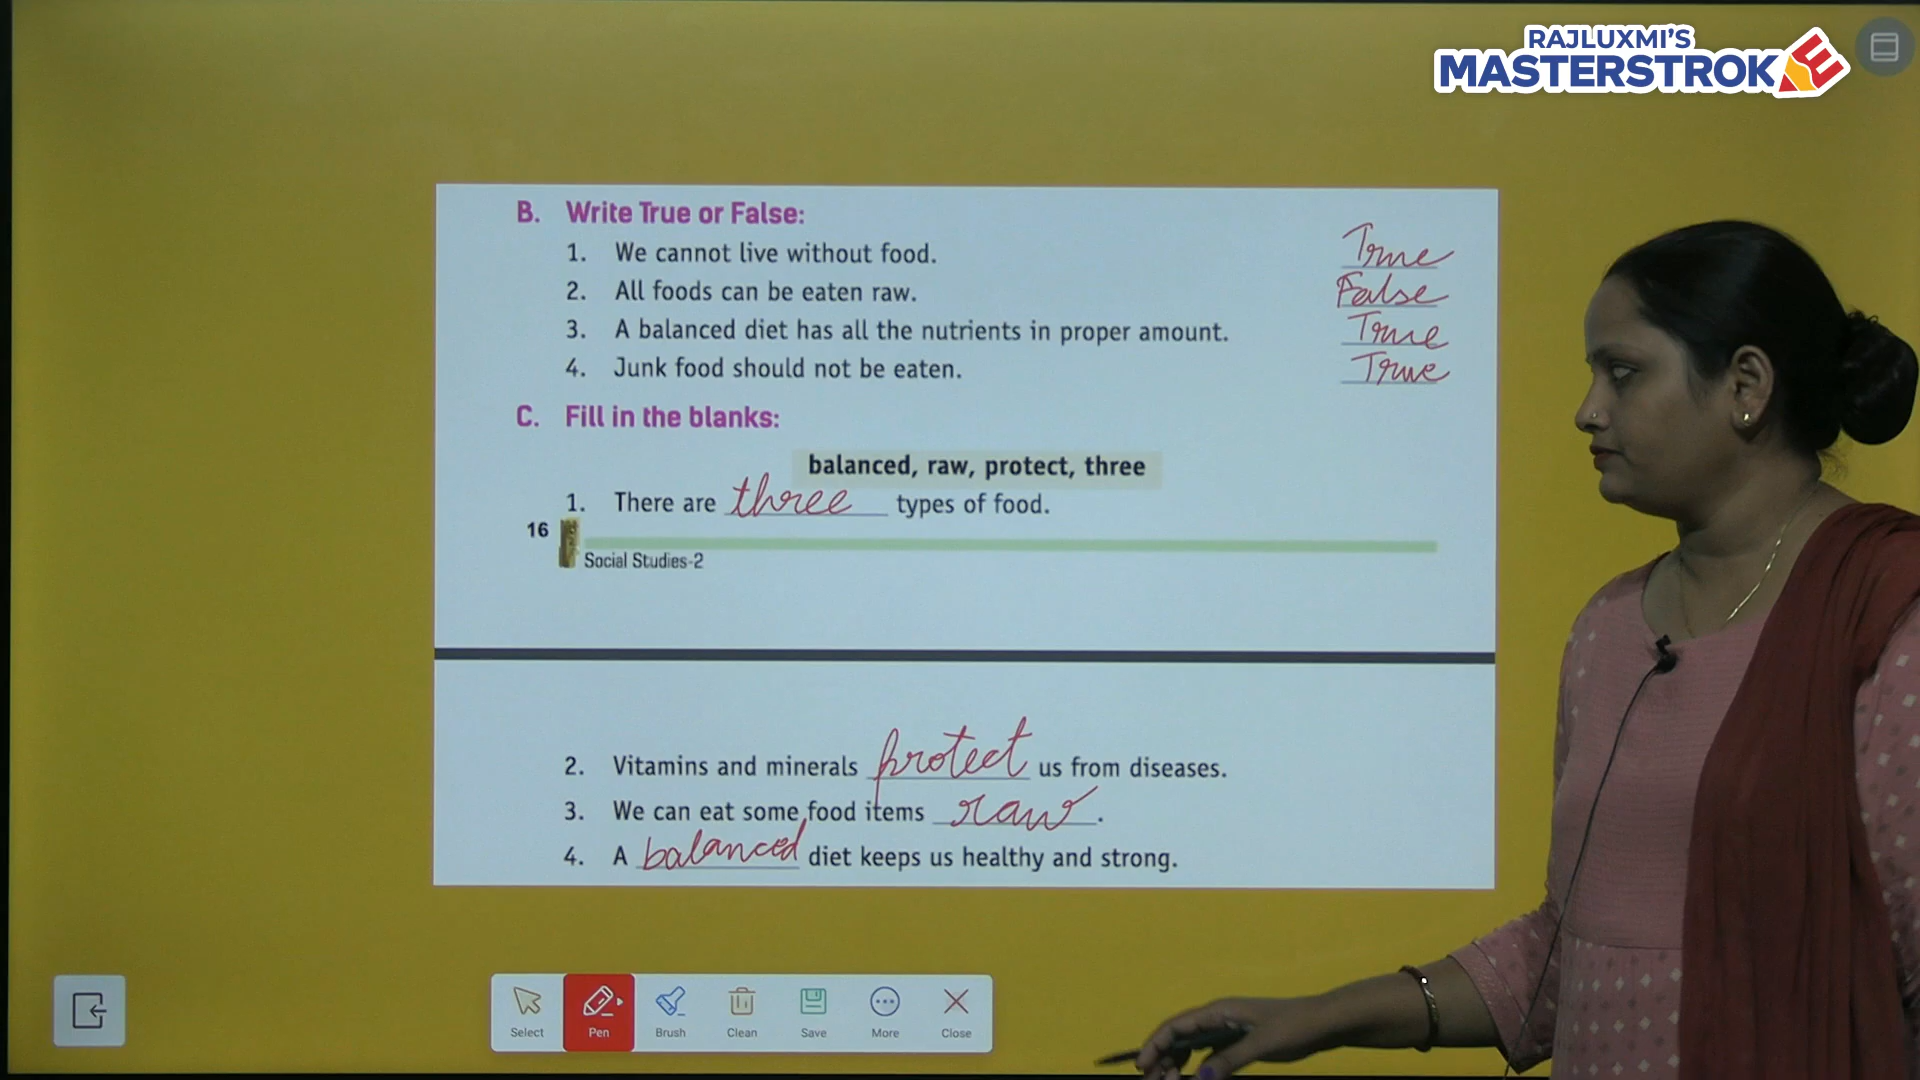 RAJLUXMI'S
MASTERSTROKE
B. Write True or False:
1. We cannot live without food. True
2. All foods can be eaten raw. False
3. A balanced diet has all the nutrients in proper amount. True
4. Junk food should not be eaten. True
C. Fill in the blanks:
balanced, raw, protect, three
1. There are three types of food.
16
Social Studies-2
2. Vitamins and minerals protect us from diseases.
3. We can eat some food items raw.
4. A balanced diet keeps us healthy and strong.
Select Pen Brush Clean Save More Close